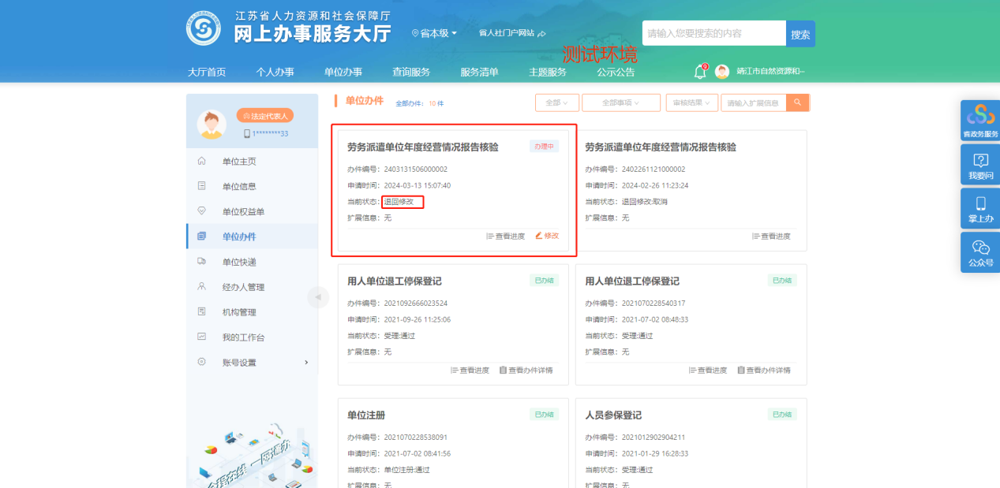 江苏省人力资源和社会保障厅
网上办事服务大厅
省本级
省人社门户网站
请输入您要搜索的内容
搜索
测试环境
大厅首页
个人办事
单位办事
查询服务
服务清单
主题服务
公示公告
9
靖江市自然资源和···
法定代表人
1********33
单位主页
单位信息
单位权益单
单位办件
单位快递
经办人管理
机构管理
我的工作台
账号设置
全程在线 一网通办
单位办件
全部办件: 10 件
全部
全部事项
审核结果
请输入扩展信息
劳务派遣单位年度经营情况报告核验
办理中
办件编号: 2403131506000002
申请时间: 2024-03-13 15:07:40
当前状态: 退回修改
扩展信息: 无
查看进度
修改
劳务派遣单位年度经营情况报告核验
办件编号: 2402261121000002
申请时间: 2024-02-26 11:23:24
当前状态: 退回修改:取消
扩展信息: 无
查看进度
用人单位退工停保登记
已办结
办件编号: 2021092666023524
申请时间: 2021-09-26 11:25:06
当前状态: 受理:通过
扩展信息: 无
查看进度
查看办件详情
用人单位退工停保登记
已办结
办件编号: 2021070228540317
申请时间: 2021-07-02 08:48:33
当前状态: 受理:通过
扩展信息: 无
查看进度
查看办件详情
单位注册
已办结
办件编号: 2021070228538091
申请时间: 2021-07-02 08:41:56
当前状态: 单位注册:通过
扩展信息: 无
人员参保登记
已办结
办件编号: 2021012902904211
申请时间: 2021-01-29 16:28:33
当前状态: 受理:通过
扩展信息: 无
省政务服务
我要问
掌上办
公众号